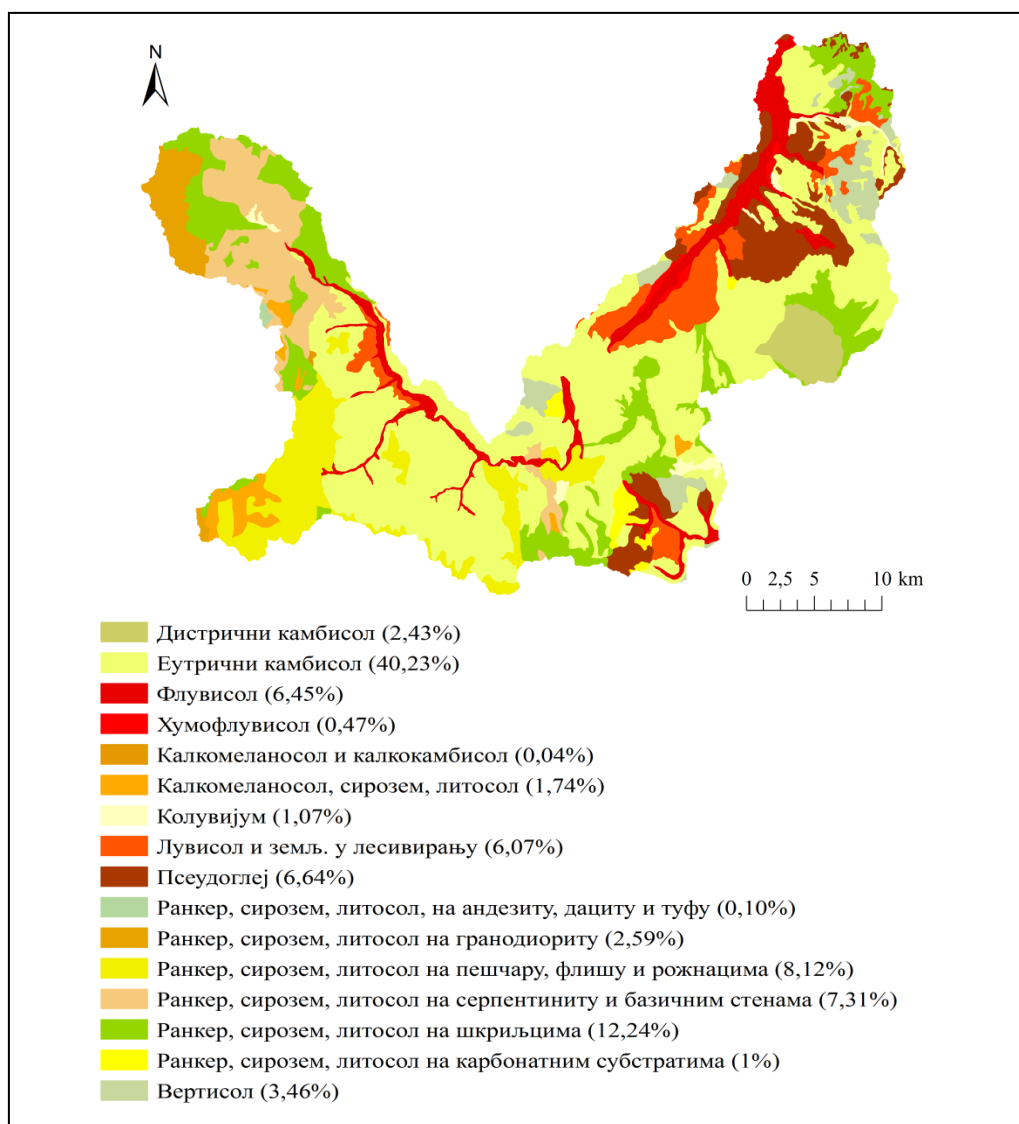 N
0 2,5 5 10 km
Дистрични камбисол (2,43%)
Еутрични камбисол (40,23%)
Флувисол (6,45%)
Хумофлувисол (0,47%)
Калкомеланосол и калкокамбисол (0,04%)
Калкомеланосол, сирозем, литосол (1,74%)
Колувијум (1,07%)
Лувисол и земљ. у лесивирању (6,07%)
Псеудоглеј (6,64%)
Ранкер, сирозем, литосол, на андезиту, дациту и туфу (0,10%)
Ранкер, сирозем, литосол на гранодиориту (2,59%)
Ранкер, сирозем, литосол на пешчару, флишу и рожнацима (8,12%)
Ранкер, сирозем, литосол на серпентиниту и базичним стенама (7,31%)
Ранкер, сирозем, литосол на шкриљцима (12,24%)
Ранкер, сирозем, литосол на карбонатним субстратима (1%)
Вертисол (3,46%)